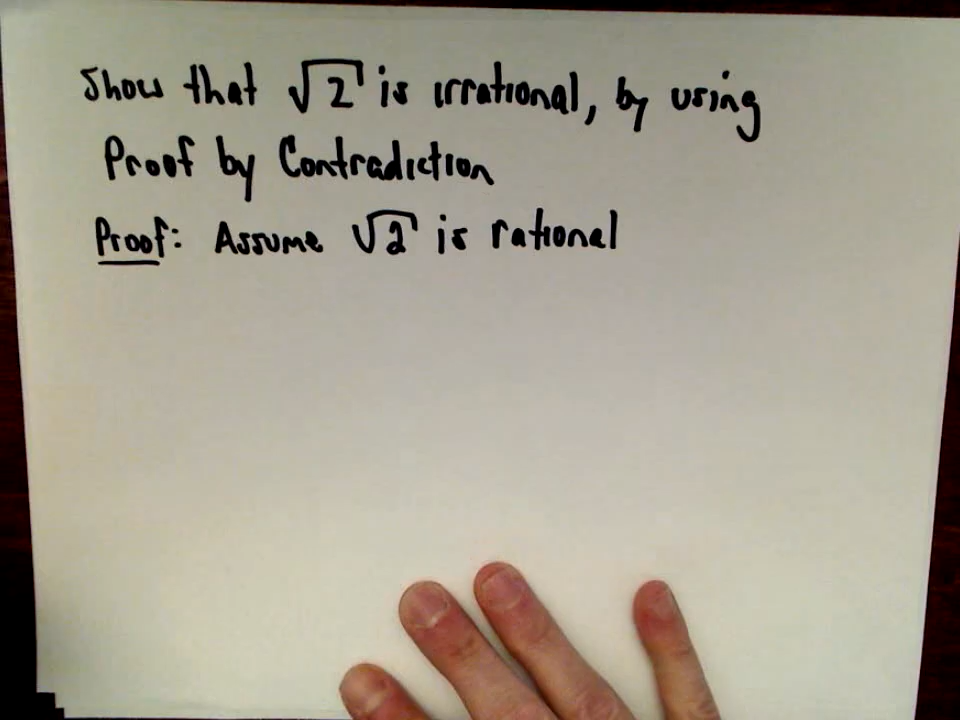 Show that √2 is irrational, by using
Proof by Contradiction
Proof: Assume √2 is rational